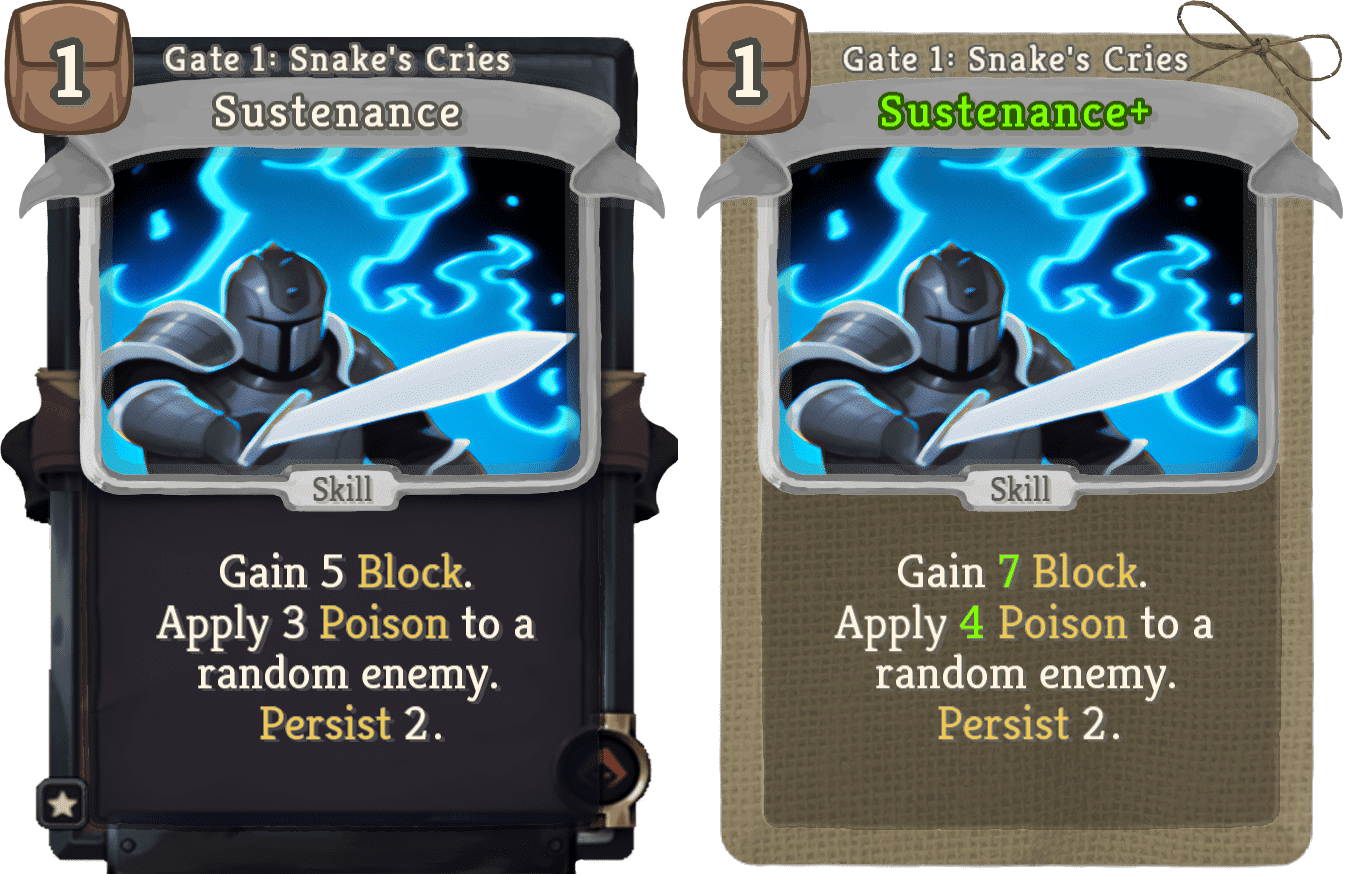 1
Gate 1: Snake's Cries
Sustenance
Skill
Gain 5 Block.
Apply 3 Poison to a
random enemy.
Persist 2.
1
Gate 1: Snake's Cries
Sustenance+
Skill
Gain 7 Block.
Apply 4 Poison to a
random enemy.
Persist 2.